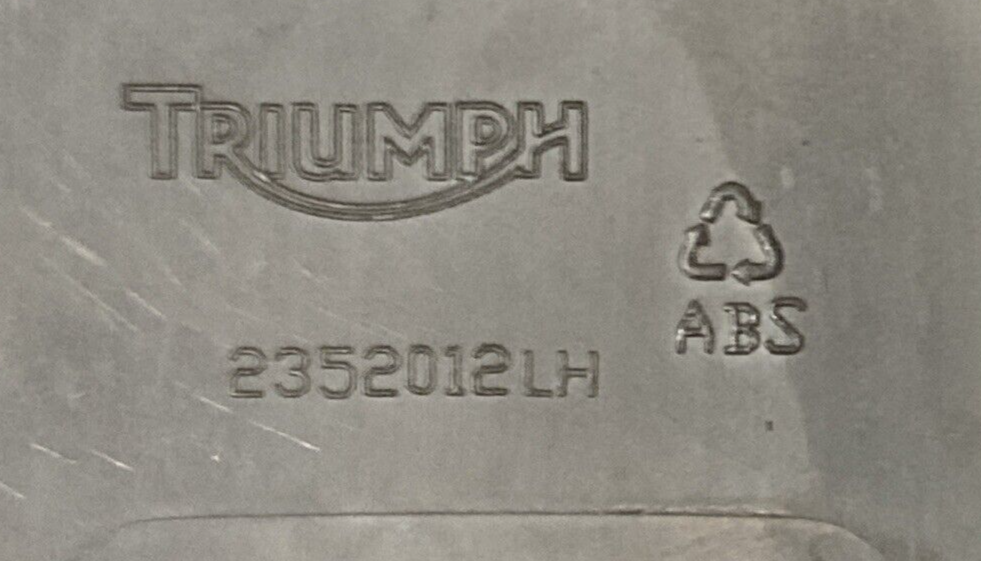 TRIUMPH
ABS
2352012LH